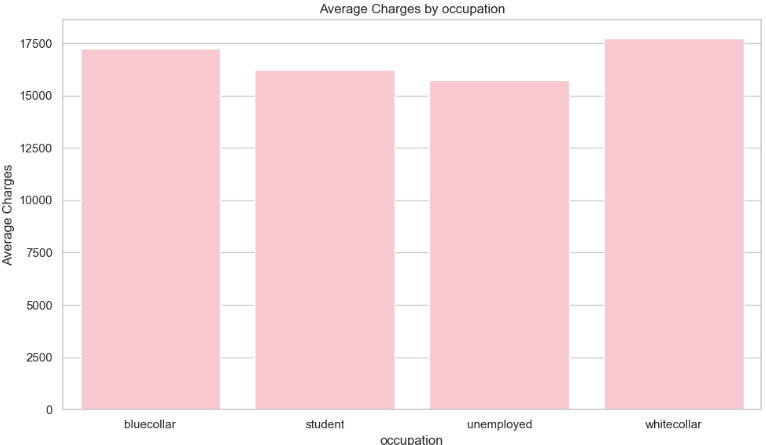 Average Charges by occupation
Average Charges
17500
15000
12500
10000
7500
5000
2500
0
bluecollar
student
unemployed
whitecollar
occupation